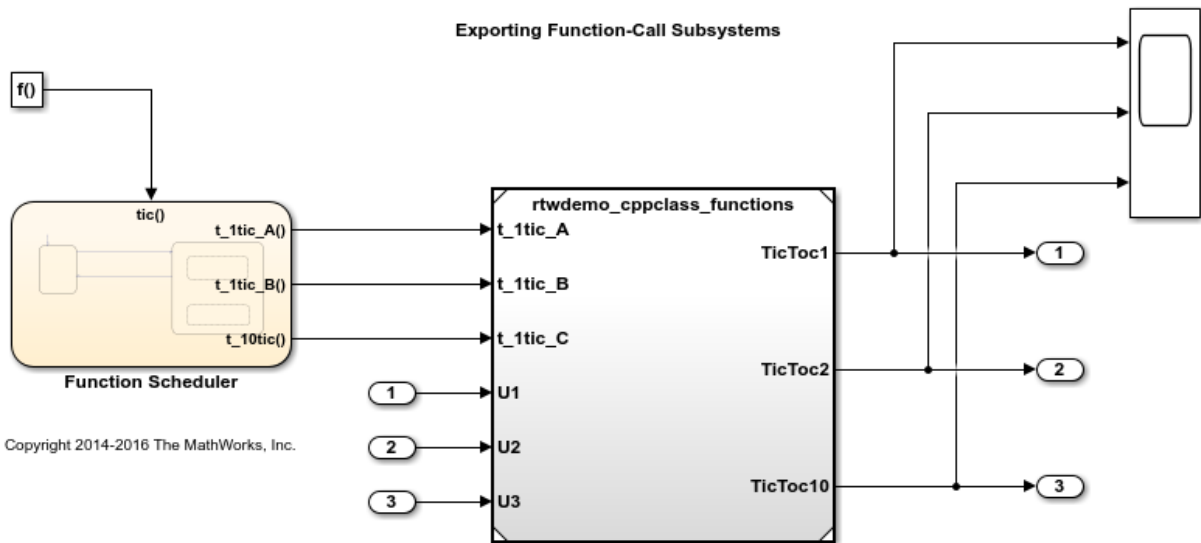 Exporting Function-Call Subsystems
f()
tic()
t_1tic_A()
t_1tic_B()
t_10tic()
Function Scheduler
Copyright 2014-2016 The MathWorks, Inc.
rtwdemo_cppclass_functions
t_1tic_A
t_1tic_B
t_1tic_C
1
U1
2
U2
3
U3
TicToc1
1
TicToc2
2
TicToc10
3